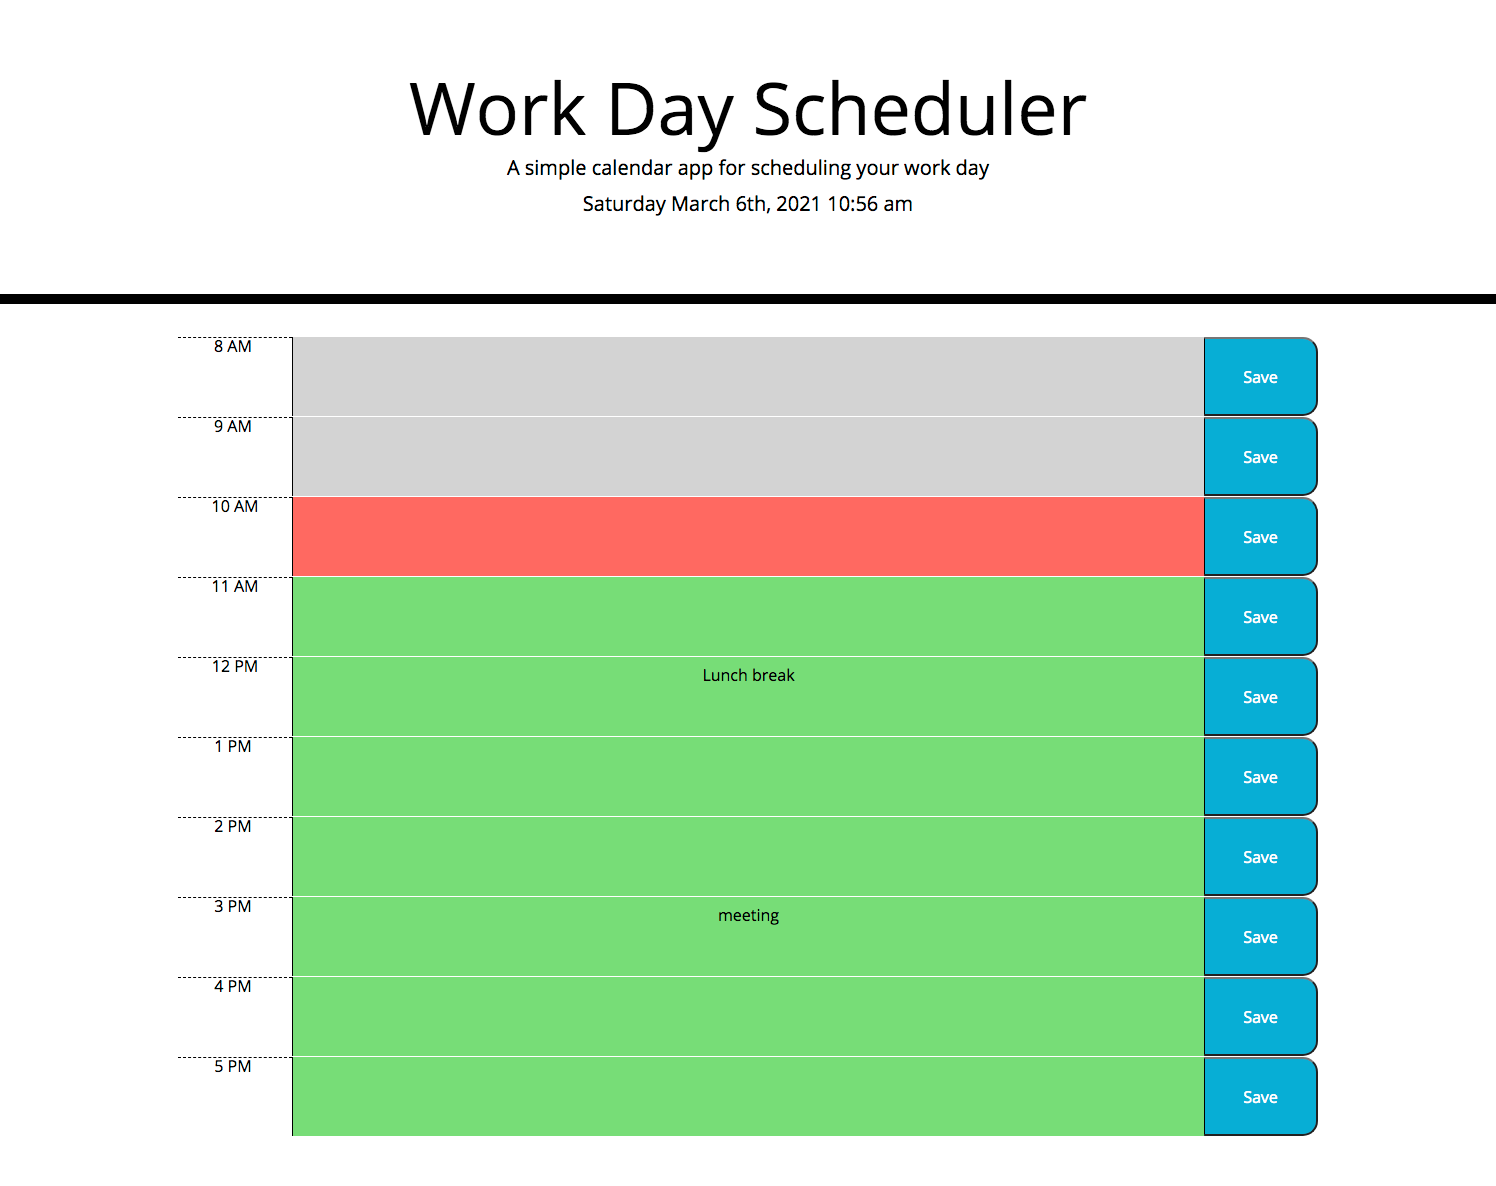 Work Day Scheduler
A simple calendar app for scheduling your work day
Saturday March 6th, 2021 10:56 am
8 AM
Save
9 AM
Save
10 AM
Save
11 AM
Save
12 PM
Lunch break
Save
1 PM
Save
2 PM
Save
3 PM
meeting
Save
4 PM
Save
5 PM
Save